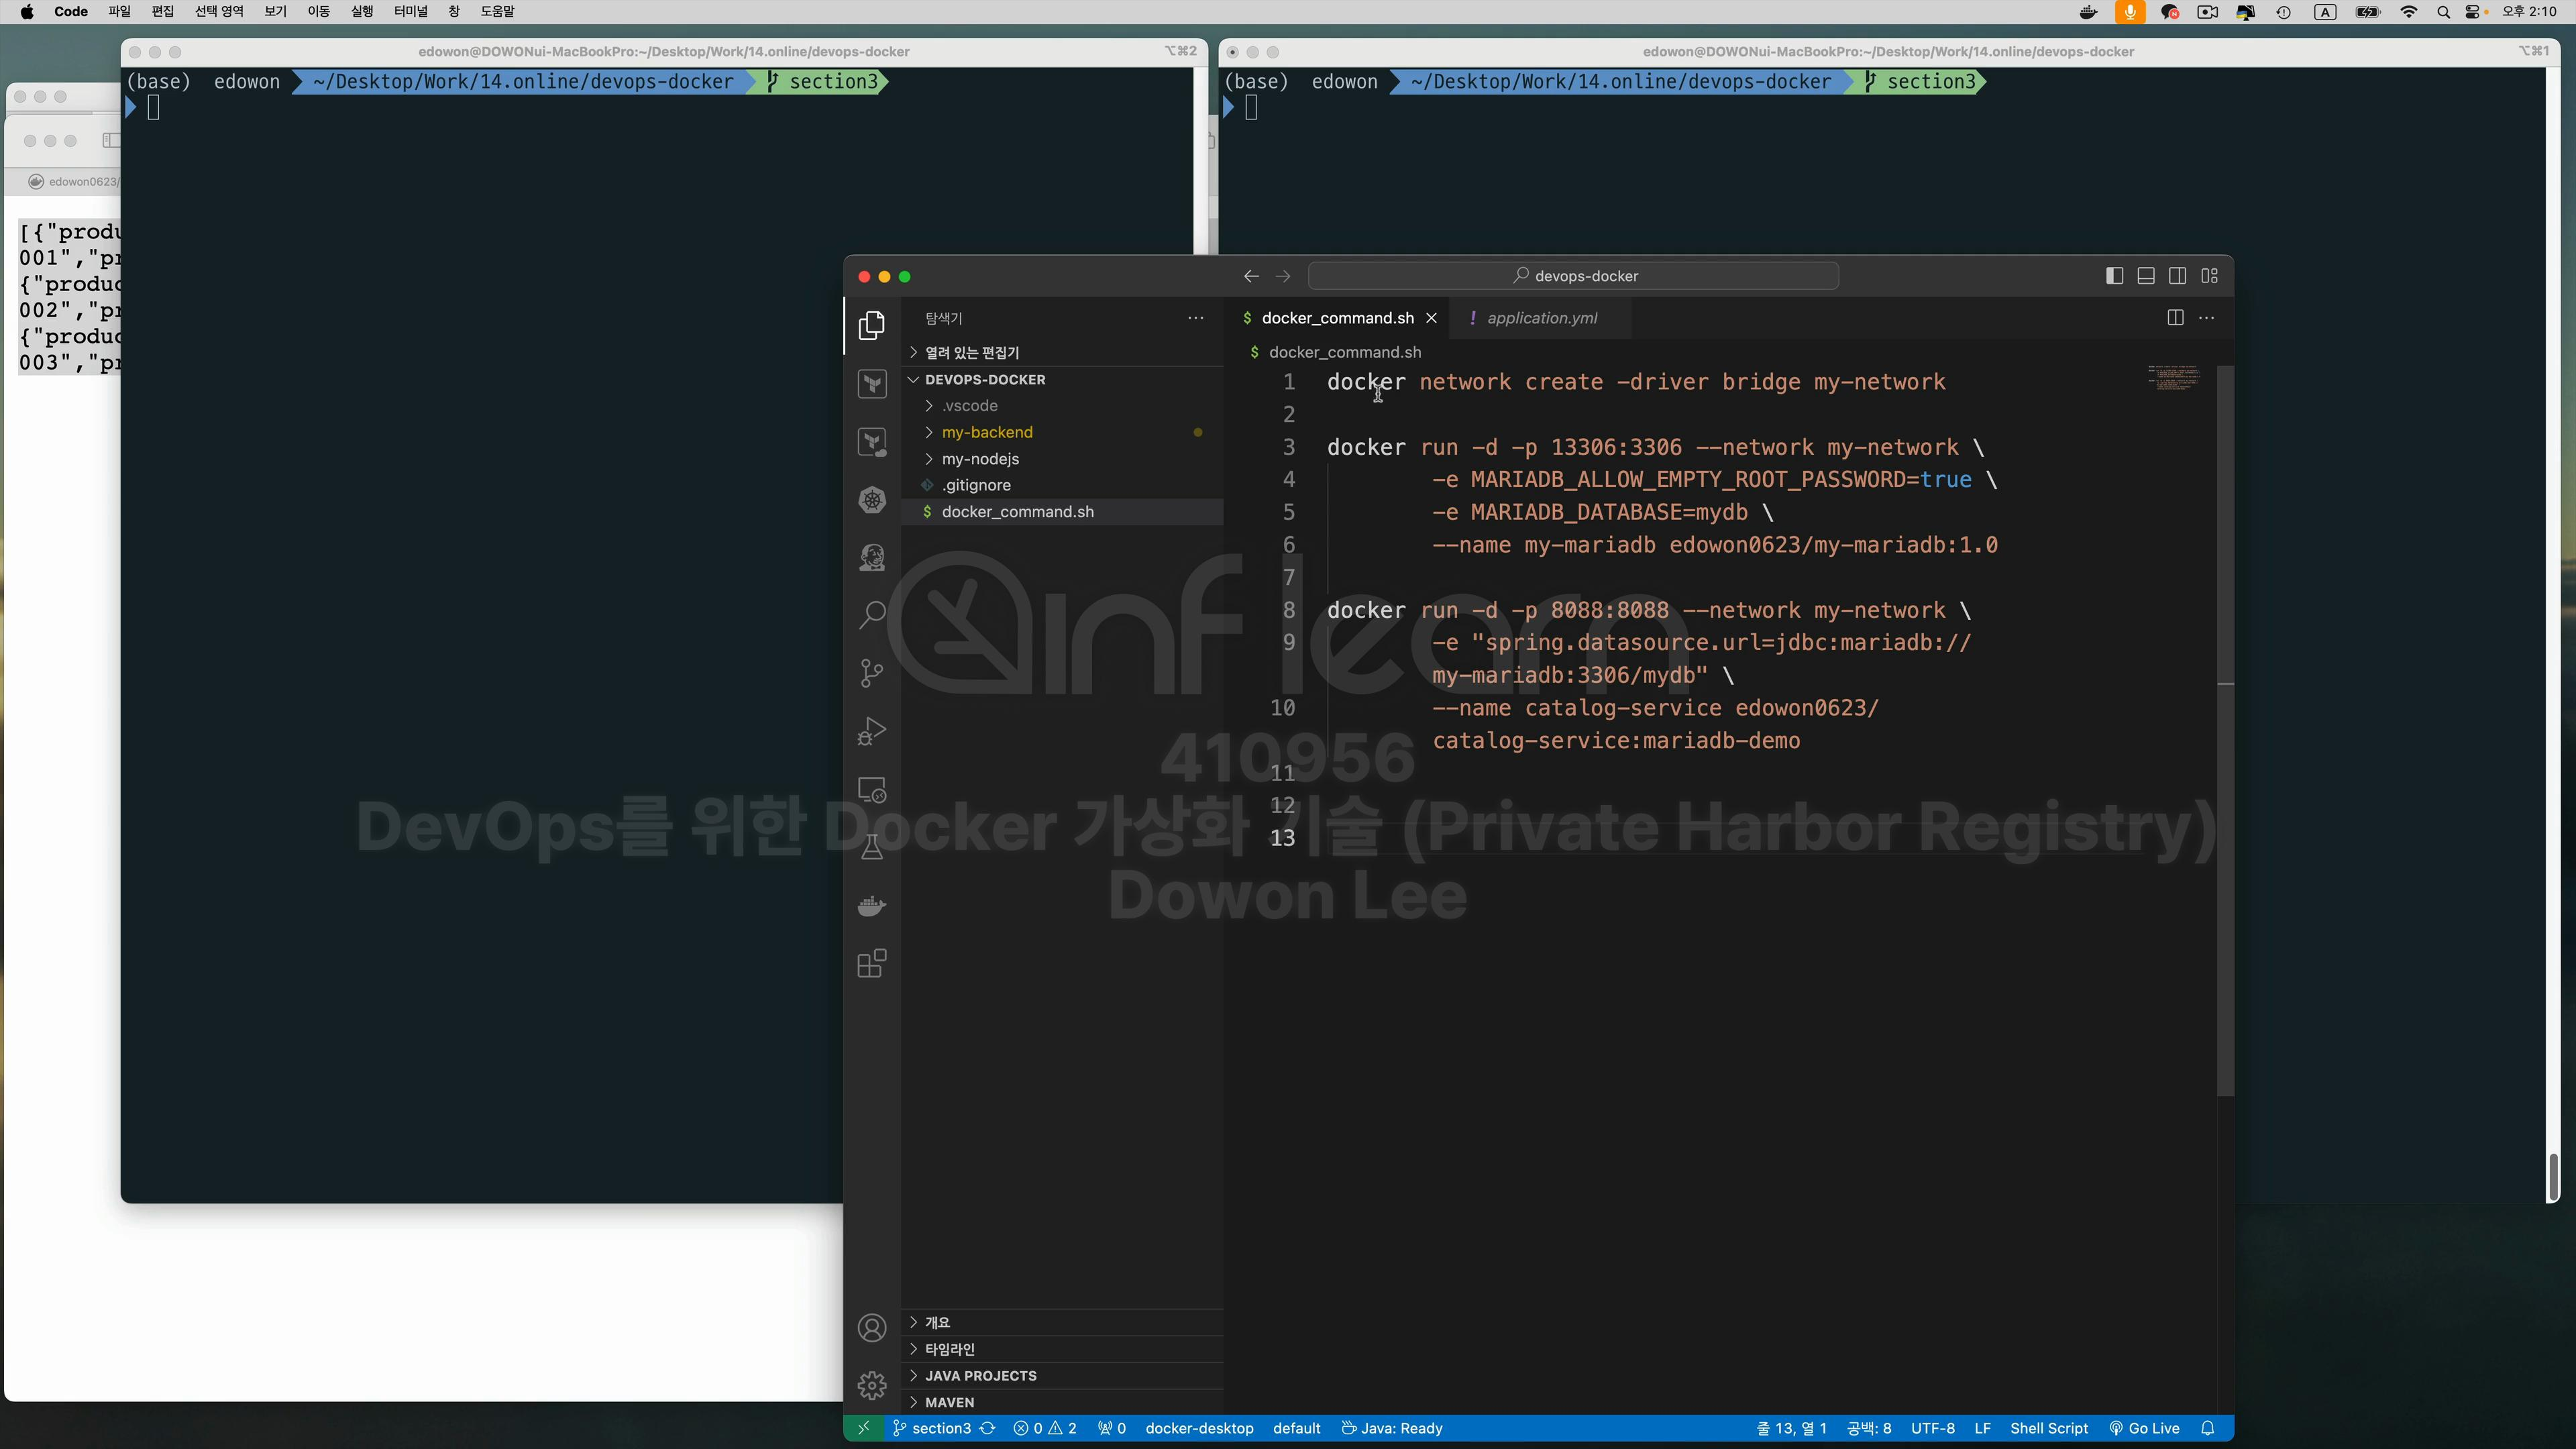 Code 파일 편집 선택 영역 보기 이동 실행 터미널 창 도움말 A 오후 2:10
edowon@DOWONui-MacBookPro:~/Desktop/Work/14.online/devops-docker ⌥⌘2
(base) edowon ~/Desktop/Work/14.online/devops-docker section3
edowon@DOWONui-MacBookPro:~/Desktop/Work/14.online/devops-docker ⌥⌘1
(base) edowon ~/Desktop/Work/14.online/devops-docker section3
edowon0623/
[{"produ
001","pr
{"produc
002","pr
{"produc
003","pr
devops-docker
탐색기
열려 있는 편집기
DEVOPS-DOCKER
.vscode
my-backend
my-nodejs
.gitignore
$ docker_command.sh
개요
타임라인
JAVA PROJECTS
MAVEN
$ docker_command.sh ! application.yml
$ docker_command.sh
1 docker network create -driver bridge my-network
2
3 docker run -d -p 13306:3306 --network my-network \
4 -e MARIADB_ALLOW_EMPTY_ROOT_PASSWORD=true \
5 -e MARIADB_DATABASE=mydb \
6 --name my-mariadb edowon0623/my-mariadb:1.0
7
8 docker run -d -p 8088:8088 --network my-network \
9 -e "spring.datasource.url=jdbc:mariadb://
my-mariadb:3306/mydb" \
10 --name catalog-service edowon0623/
catalog-service:mariadb-demo
11
12
13
inflearn
410956
DevOps를 위한 Docker 가상화 기술 (Private Harbor Registry)
Dowon Lee
section3 0 2 0 docker-desktop default Java: Ready 줄 13, 열 1 공백: 8 UTF-8 LF Shell Script Go Live